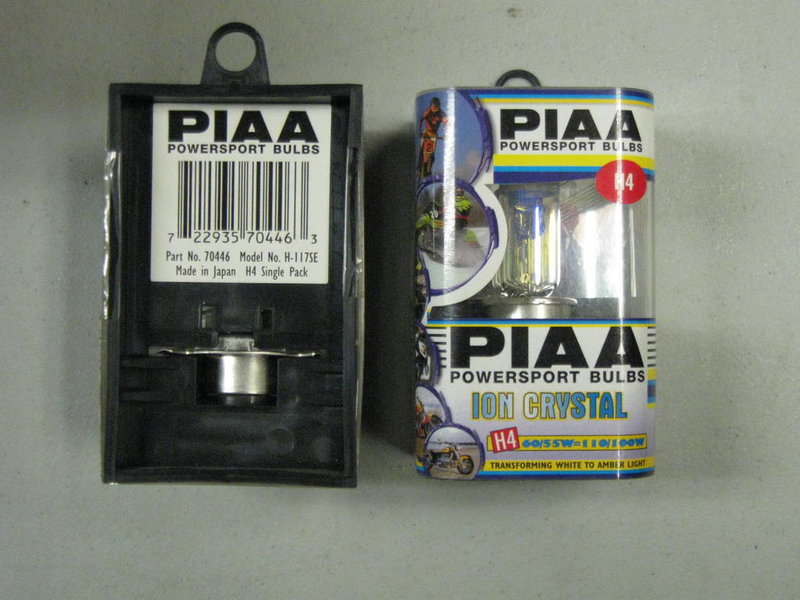 PIAA
POWERSPORT BULBS
7 22935 70446 3
Part No. 70446 Model No. H-117SE
Made in Japan H4 Single Pack
PIAA
POWERSPORT BULBS
H4
PIAA
POWERSPORT BULBS
ION CRYSTAL
H4 60/55W=110/100W
TRANSFORMING WHITE TO AMBER LIGHT